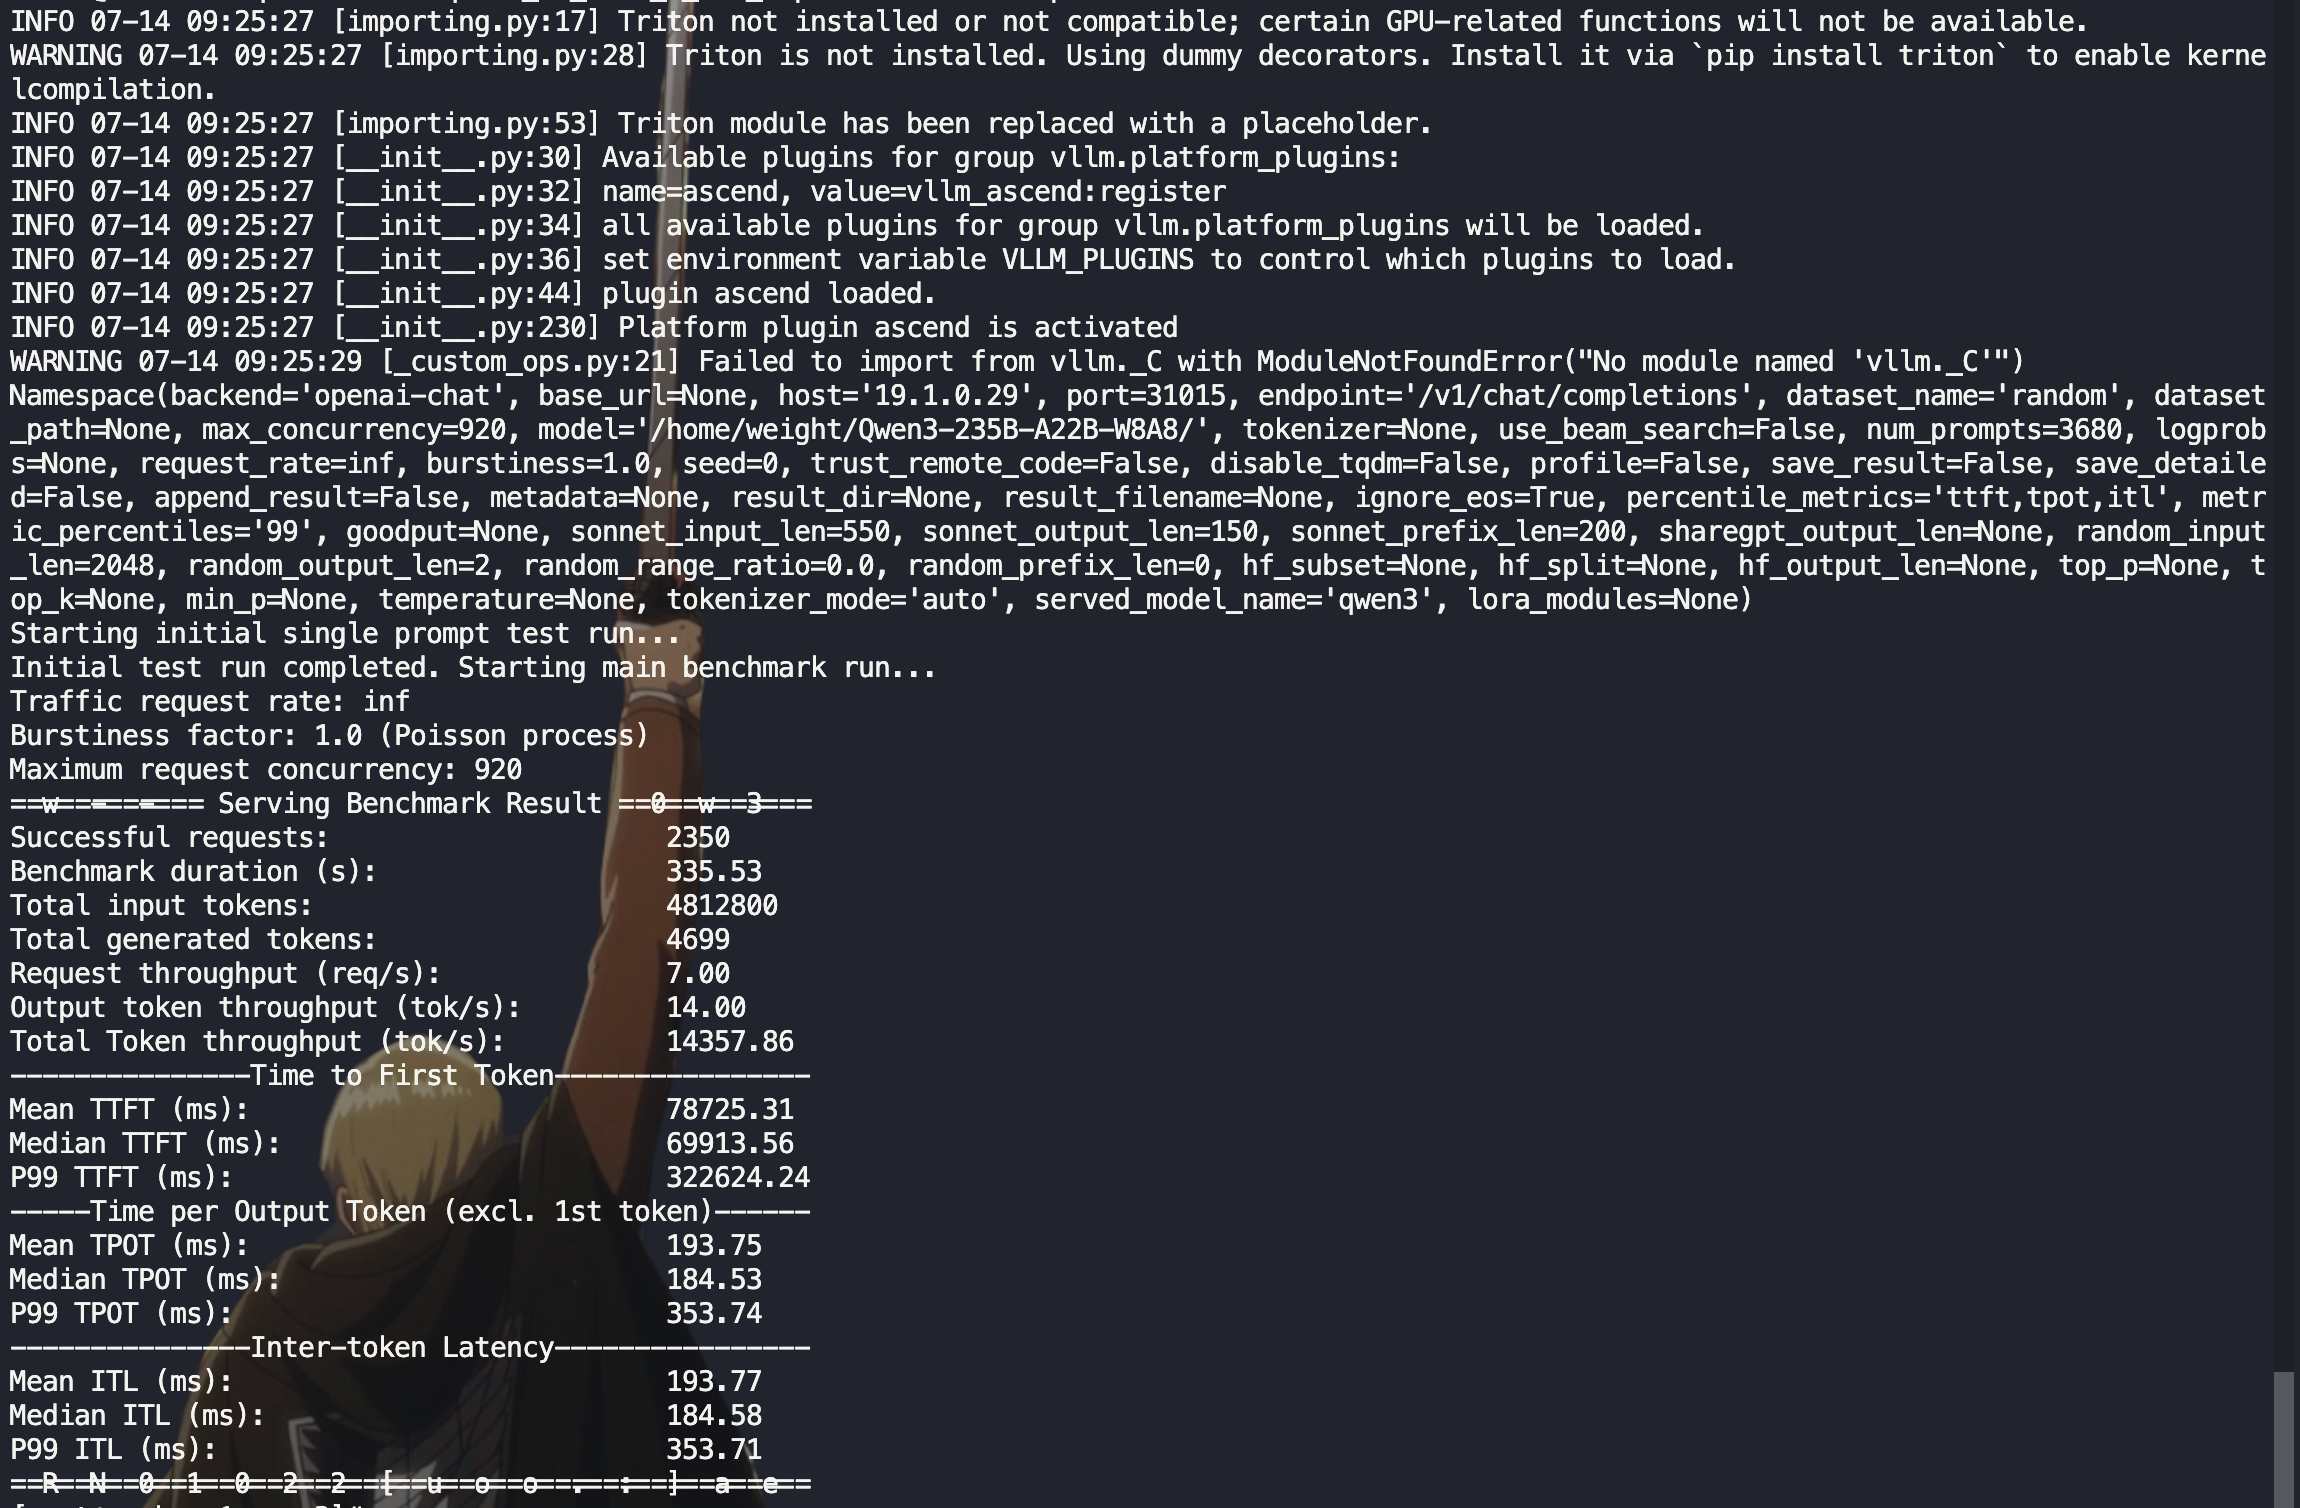 INFO 07-14 09:25:27 [importing.py:17] Triton not installed or not compatible; certain GPU-related functions will not be available.
WARNING 07-14 09:25:27 [importing.py:28] Triton is not installed. Using dummy decorators. Install it via `pip install triton` to enable kerne
lcompilation.
INFO 07-14 09:25:27 [importing.py:53] Triton module has been replaced with a placeholder.
INFO 07-14 09:25:27 [__init__.py:30] Available plugins for group vllm.platform_plugins:
INFO 07-14 09:25:27 [__init__.py:32] name=ascend, value=vllm_ascend:register
INFO 07-14 09:25:27 [__init__.py:34] all available plugins for group vllm.platform_plugins will be loaded.
INFO 07-14 09:25:27 [__init__.py:36] set environment variable VLLM_PLUGINS to control which plugins to load.
INFO 07-14 09:25:27 [__init__.py:44] plugin ascend loaded.
INFO 07-14 09:25:27 [__init__.py:230] Platform plugin ascend is activated
WARNING 07-14 09:25:29 [_custom_ops.py:21] Failed to import from vllm._C with ModuleNotFoundError("No module named 'vllm._C'")
Namespace(backend='openai-chat', base_url=None, host='19.1.0.29', port=31015, endpoint='/v1/chat/completions', dataset_name='random', dataset
_path=None, max_concurrency=920, model='/home/weight/Qwen3-235B-A22B-W8A8/', tokenizer=None, use_beam_search=False, num_prompts=3680, logprob
s=None, request_rate=inf, burstiness=1.0, seed=0, trust_remote_code=False, disable_tqdm=False, profile=False, save_result=False, save_detaile
d=False, append_result=False, metadata=None, result_dir=None, result_filename=None, ignore_eos=True, percentile_metrics='ttft,tpot,itl', metr
ic_percentiles='99', goodput=None, sonnet_input_len=550, sonnet_output_len=150, sonnet_prefix_len=200, sharegpt_output_len=None, random_input
_len=2048, random_output_len=2, random_range_ratio=0.0, random_prefix_len=0, hf_subset=None, hf_split=None, hf_output_len=None, top_p=None, t
op_k=None, min_p=None, temperature=None, tokenizer_mode='auto', served_model_name='qwen3', lora_modules=None)
Starting initial single prompt test run...
Initial test run completed. Starting main benchmark run...
Traffic request rate: inf
Burstiness factor: 1.0 (Poisson process)
Maximum request concurrency: 920
==w========= Serving Benchmark Result ==0==w==3===
Successful requests: 2350
Benchmark duration (s): 335.53
Total input tokens: 4812800
Total generated tokens: 4699
Request throughput (req/s): 7.00
Output token throughput (tok/s): 14.00
Total Token throughput (tok/s): 14357.86
---------------Time to First Token----------------
Mean TTFT (ms): 78725.31
Median TTFT (ms): 69913.56
P99 TTFT (ms): 322624.24
-----Time per Output Token (excl. 1st token)------
Mean TPOT (ms): 193.75
Median TPOT (ms): 184.53
P99 TPOT (ms): 353.74
---------------Inter-token Latency----------------
Mean ITL (ms): 193.77
Median ITL (ms): 184.58
P99 ITL (ms): 353.71
==R==N==0==1==0==2==2==[==u==o==o==.==:==]==a==e==